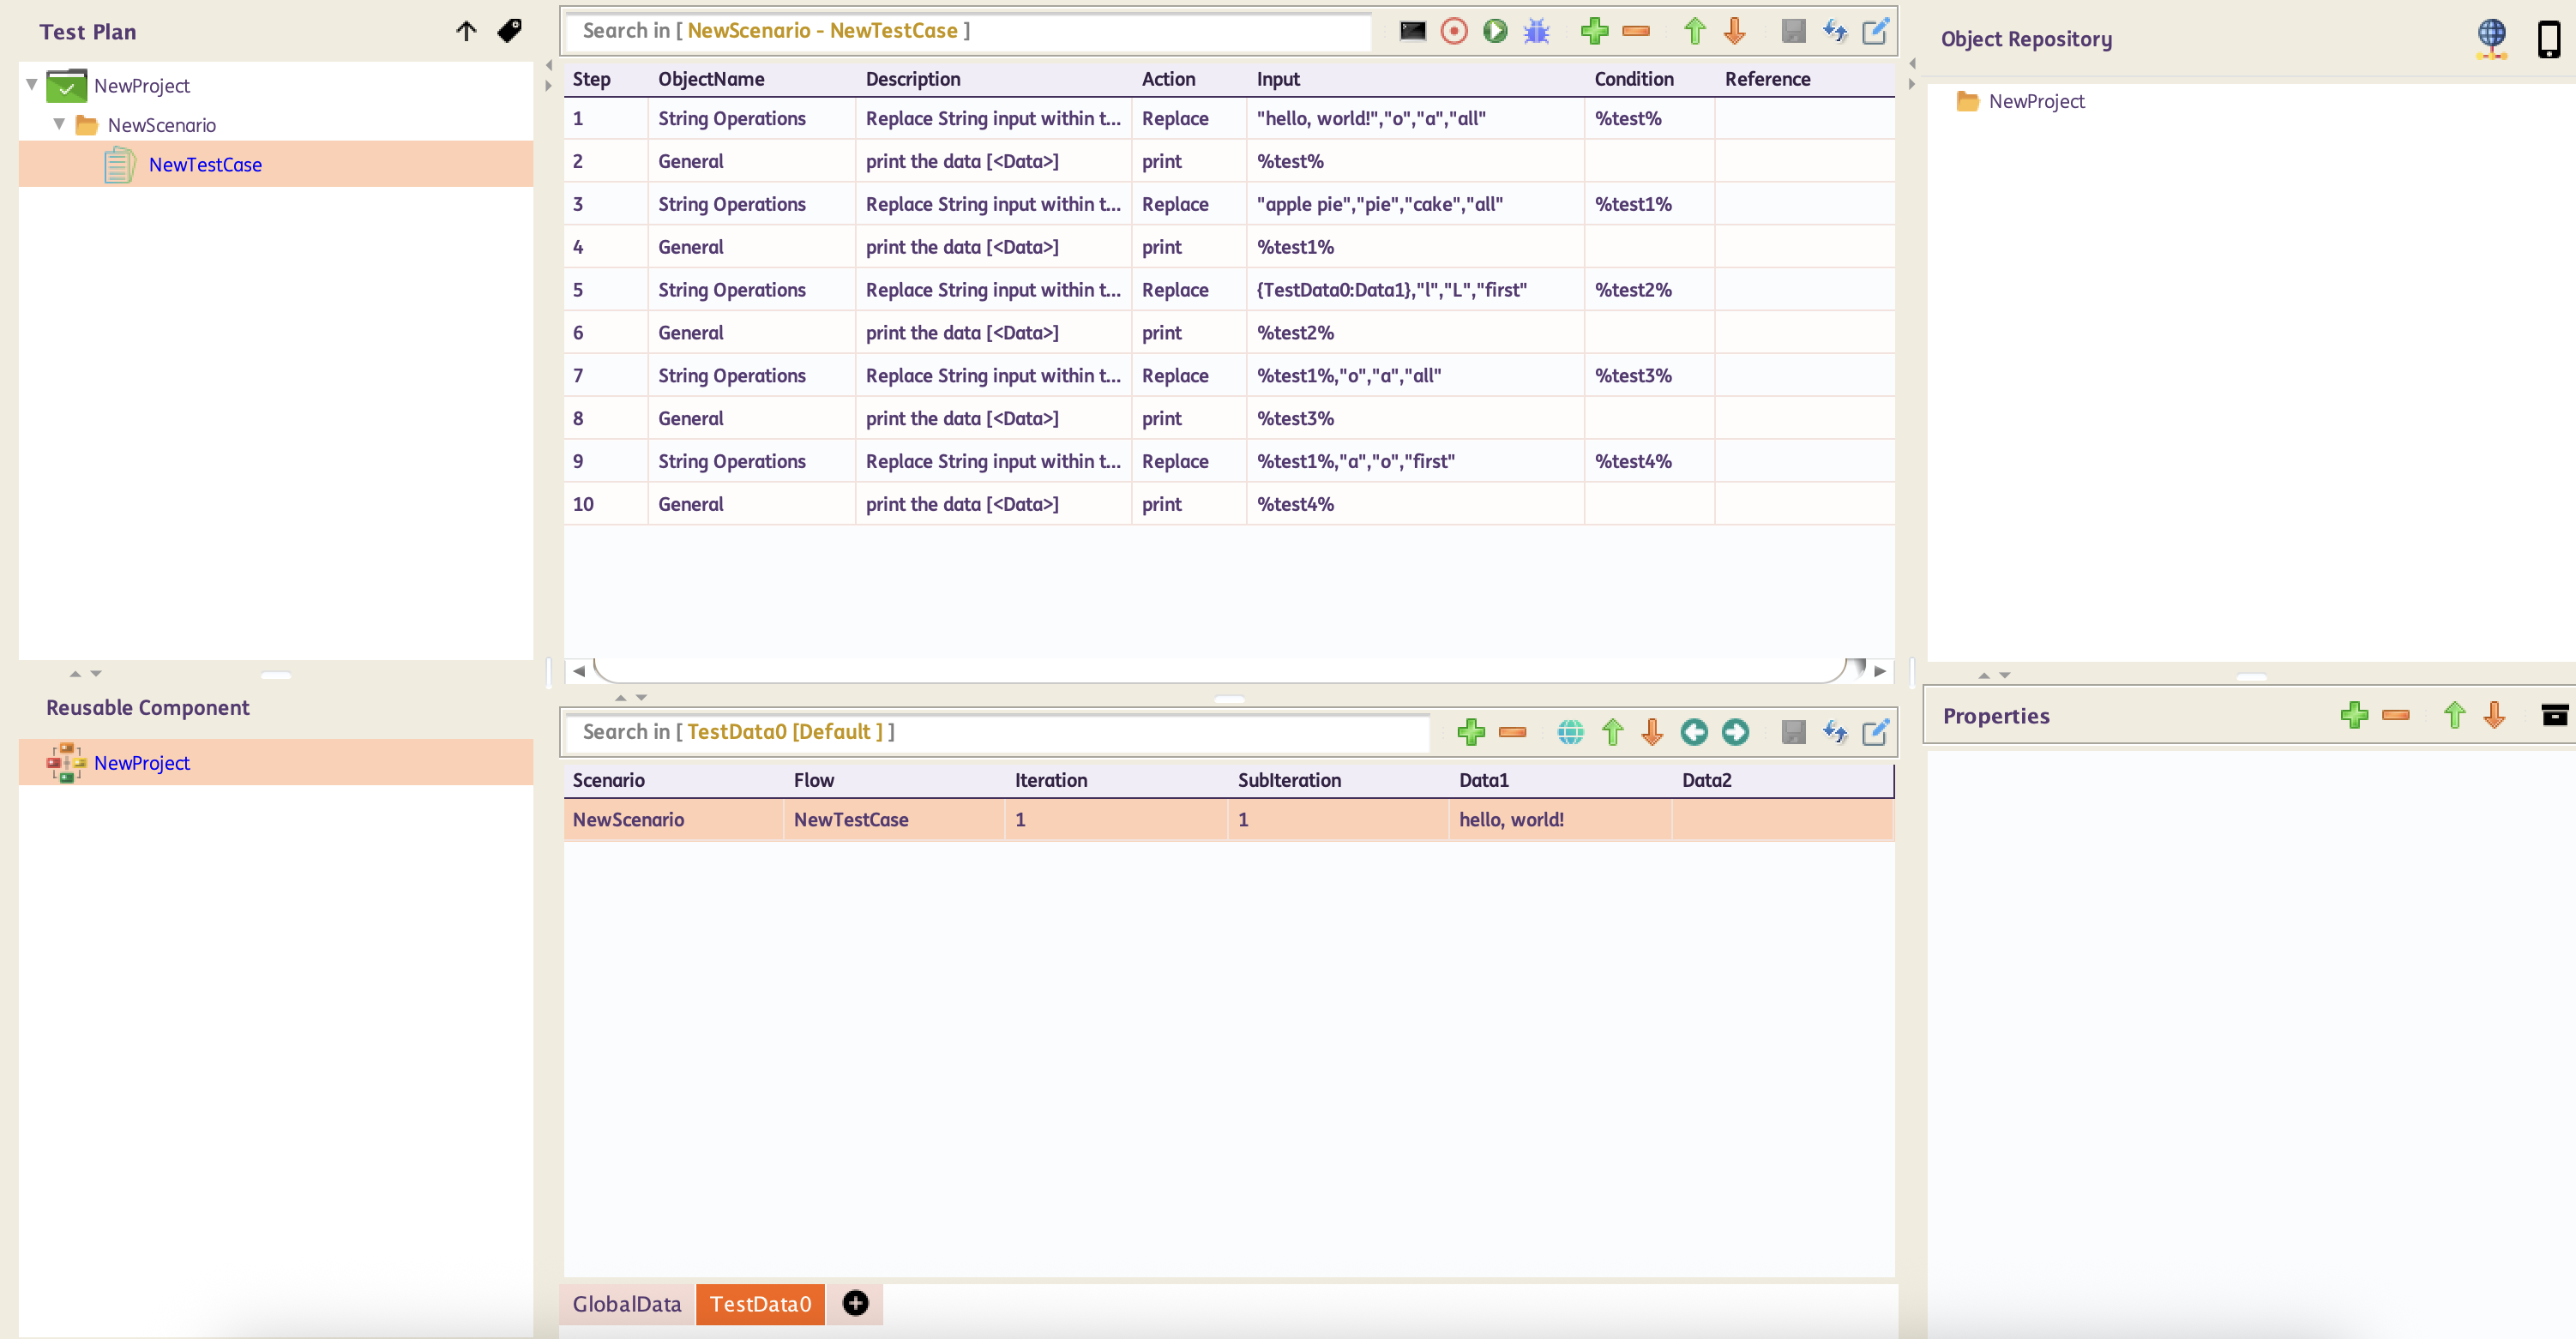 Test Plan
NewProject
NewScenario
NewTestCase
Reusable Component
NewProject
Search in [ NewScenario - NewTestCase ]
Step ObjectName Description Action Input Condition Reference
1 String Operations Replace String input within t... Replace "hello, world!","o","a","all" %test%
2 General print the data [<Data>] print %test%
3 String Operations Replace String input within t... Replace "apple pie","pie","cake","all" %test1%
4 General print the data [<Data>] print %test1%
5 String Operations Replace String input within t... Replace {TestData0:Data1},"l","L","first" %test2%
6 General print the data [<Data>] print %test2%
7 String Operations Replace String input within t... Replace %test1%,"o","a","all" %test3%
8 General print the data [<Data>] print %test3%
9 String Operations Replace String input within t... Replace %test1%,"a","o","first" %test4%
10 General print the data [<Data>] print %test4%
Search in [ TestData0 [Default ] ]
Scenario Flow Iteration SubIteration Data1 Data2
NewScenario NewTestCase 1 1 hello, world!
GlobalData TestData0
Object Repository
NewProject
Properties